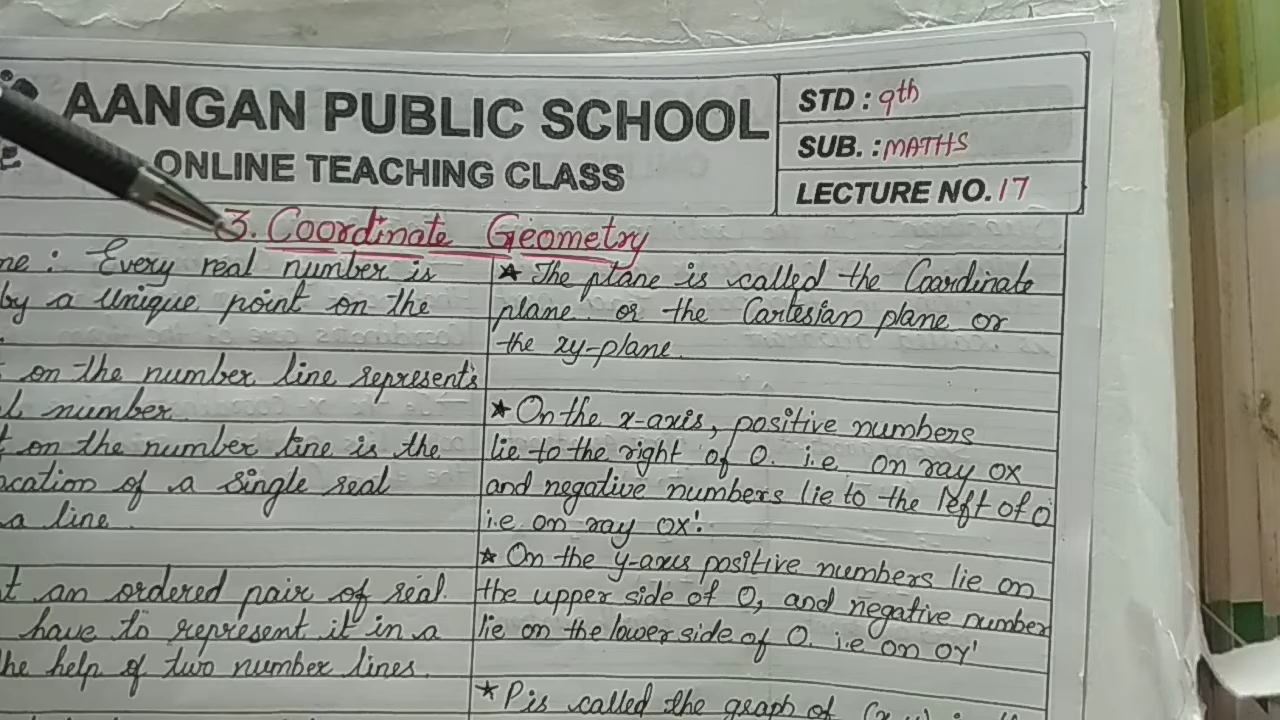 AANGAN PUBLIC SCHOOL
ONLINE TEACHING CLASS
STD : 9th
SUB. : MATHS
LECTURE NO. 17
3. Coordinate Geometry
: Every real number is
by a unique point on the
on the number line represents
number
on the number line is the
of a single real
a line
an ordered pair of real
have to represent it in a
help of two number lines.
★ The plane is called the Coordinate
plane. or the Cartesian plane or
the xy-plane.
★ On the x-axis, positive numbers
lie to the right of O. i.e on ray OX
and negative numbers lie to the left of O
i.e on ray OX'.
★ On the y-axis positive numbers lie on
the upper side of O, and negative number
lie on the lower side of O. i.e on OY'
★ P is called the graph of